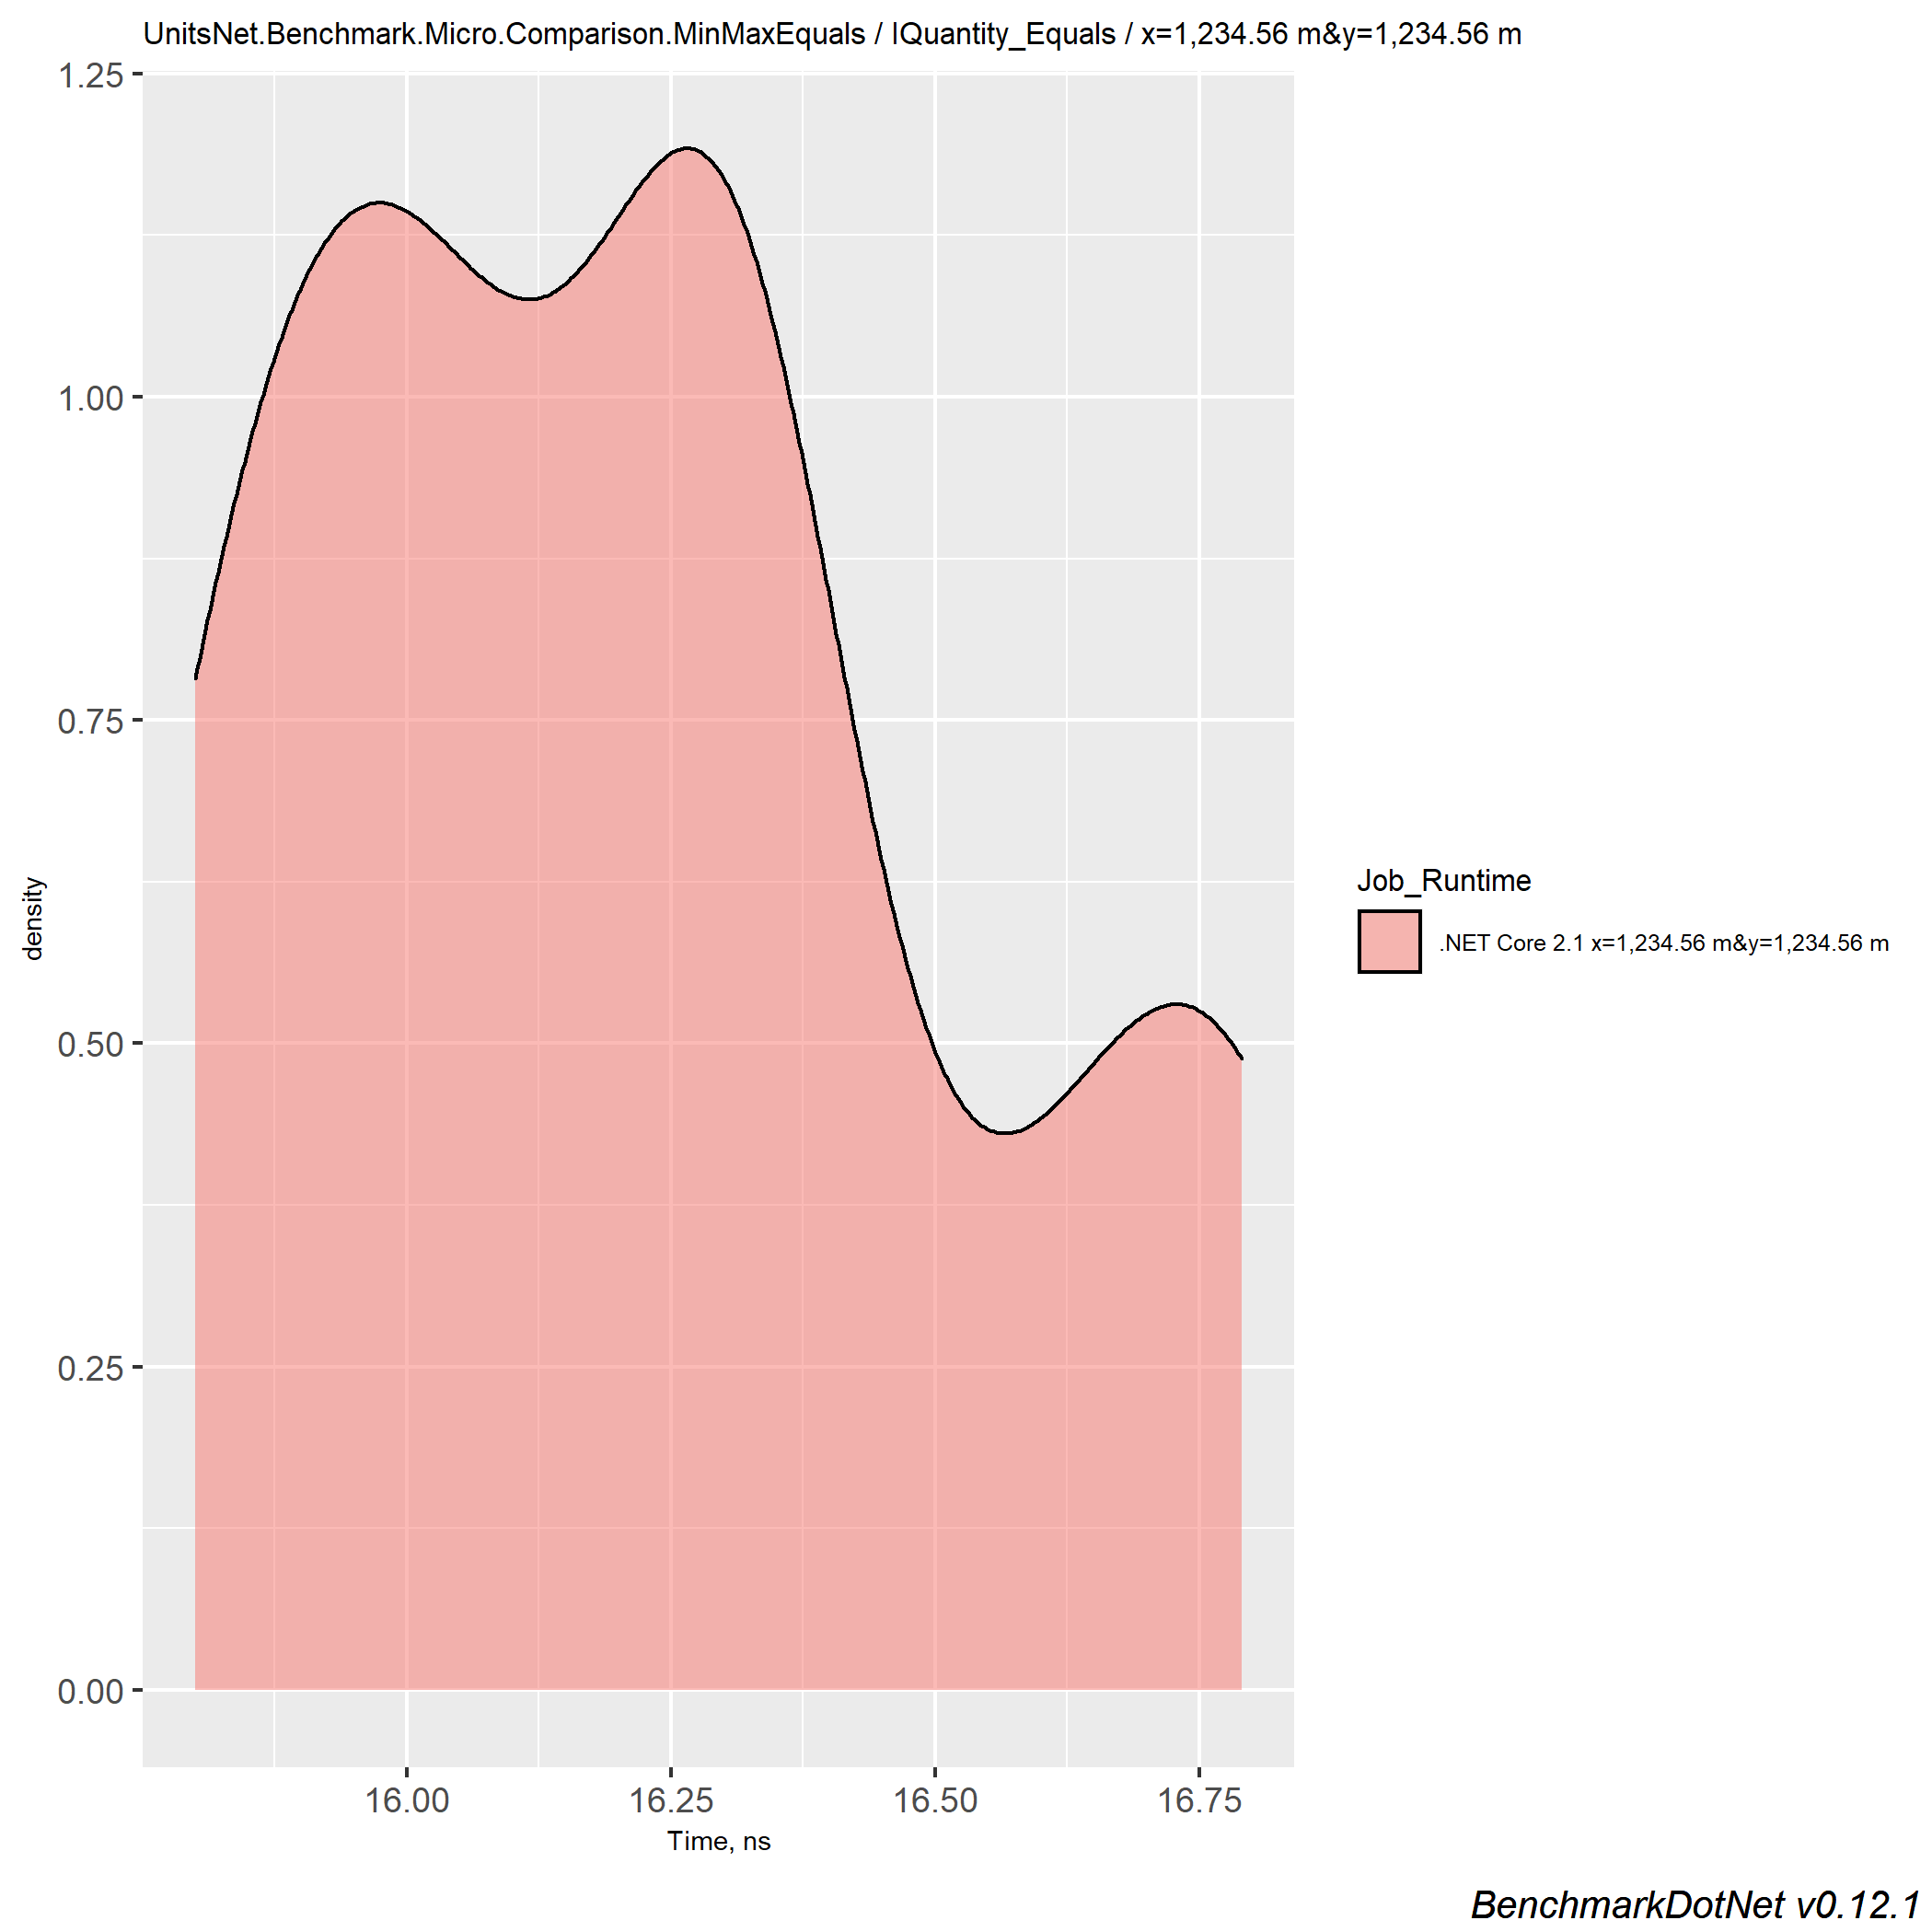 UnitsNet.Benchmark.Micro.Comparison.MinMaxEquals / IQuantity_Equals / x=1,234.56 m&y=1,234.56 m
1.25
1.00
0.75
0.50
0.25
0.00
density
16.00 16.25 16.50 16.75
Time, ns
Job_Runtime
.NET Core 2.1 x=1,234.56 m&y=1,234.56 m
BenchmarkDotNet v0.12.1